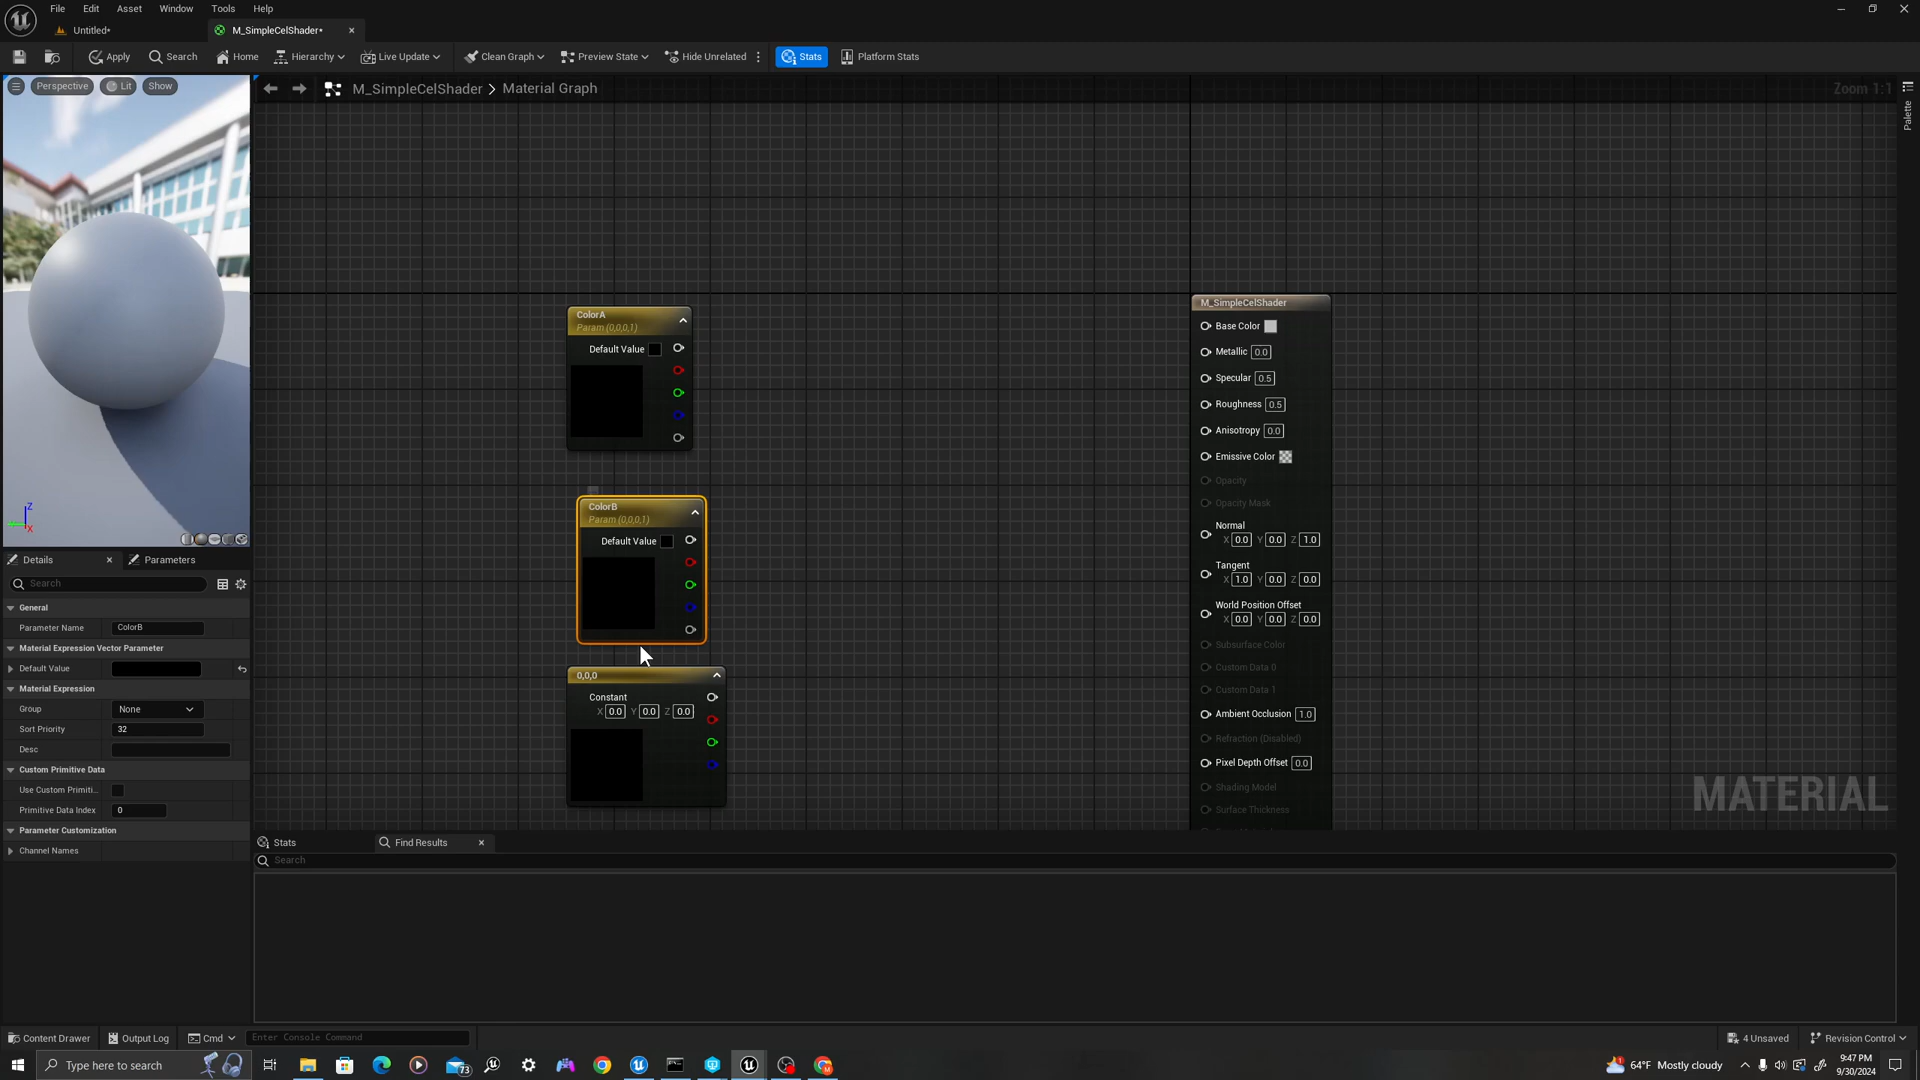 File Edit Asset Window Tools Help
Untitled* M_SimpleCelShader*
Apply Search Home Hierarchy Live Update Clean Graph Preview State Hide Unrelated Stats Platform Stats
Perspective Lit Show
M_SimpleCelShader > Material Graph
Zoom 1:1
Palette
ColorA
Param (0,0,0,1)
Default Value
ColorB
Param (0,0,0,1)
Default Value
0,0,0
Constant
X 0.0 Y 0.0 Z 0.0
M_SimpleCelShader
Base Color
Metallic 0.0
Specular 0.5
Roughness 0.5
Anisotropy 0.0
Emissive Color
Opacity
Opacity Mask
Normal
X 0.0 Y 0.0 Z 1.0
Tangent
X 1.0 Y 0.0 Z 0.0
World Position Offset
X 0.0 Y 0.0 Z 0.0
Subsurface Color
Custom Data 0
Custom Data 1
Ambient Occlusion 1.0
Refraction (Disabled)
Pixel Depth Offset 0.0
Shading Model
Surface Thickness
MATERIAL
Z
X
Details Parameters
Search
General
Parameter Name ColorB
Material Expression Vector Parameter
Default Value
Material Expression
Group None
Sort Priority 32
Desc
Custom Primitive Data
Use Custom Primiti...
Primitive Data Index 0
Parameter Customization
Channel Names
Stats Find Results
Search
Content Drawer Output Log Cmd Enter Console Command 4 Unsaved Revision Control
Type here to search 73 64°F Mostly cloudy 9:47 PM
9/30/2024